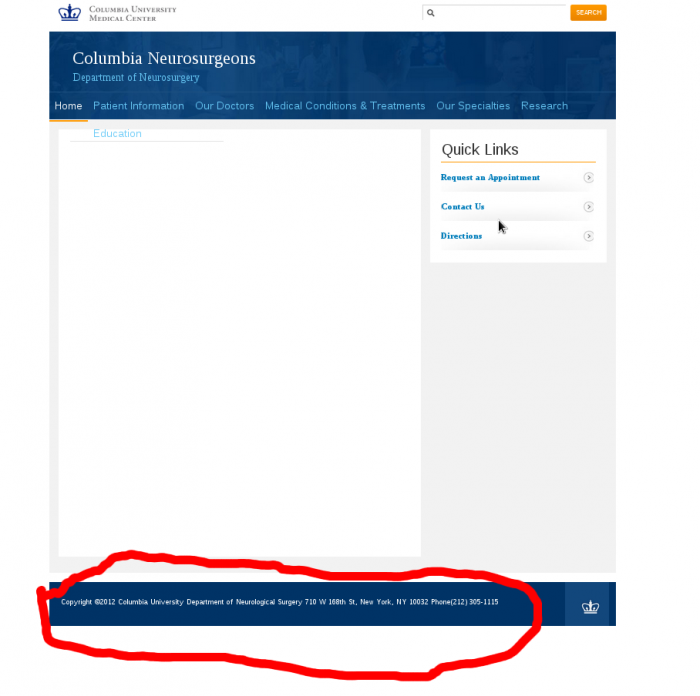 Columbia University
Medical Center
SEARCH
Columbia Neurosurgeons
Department of Neurosurgery
Home Patient Information Our Doctors Medical Conditions & Treatments Our Specialties Research
Education
Quick Links
Request an Appointment
Contact Us
Directions
Copyright ©2012 Columbia University Department of Neurological Surgery 710 W 168th St, New York, NY 10032 Phone(212) 305-1115